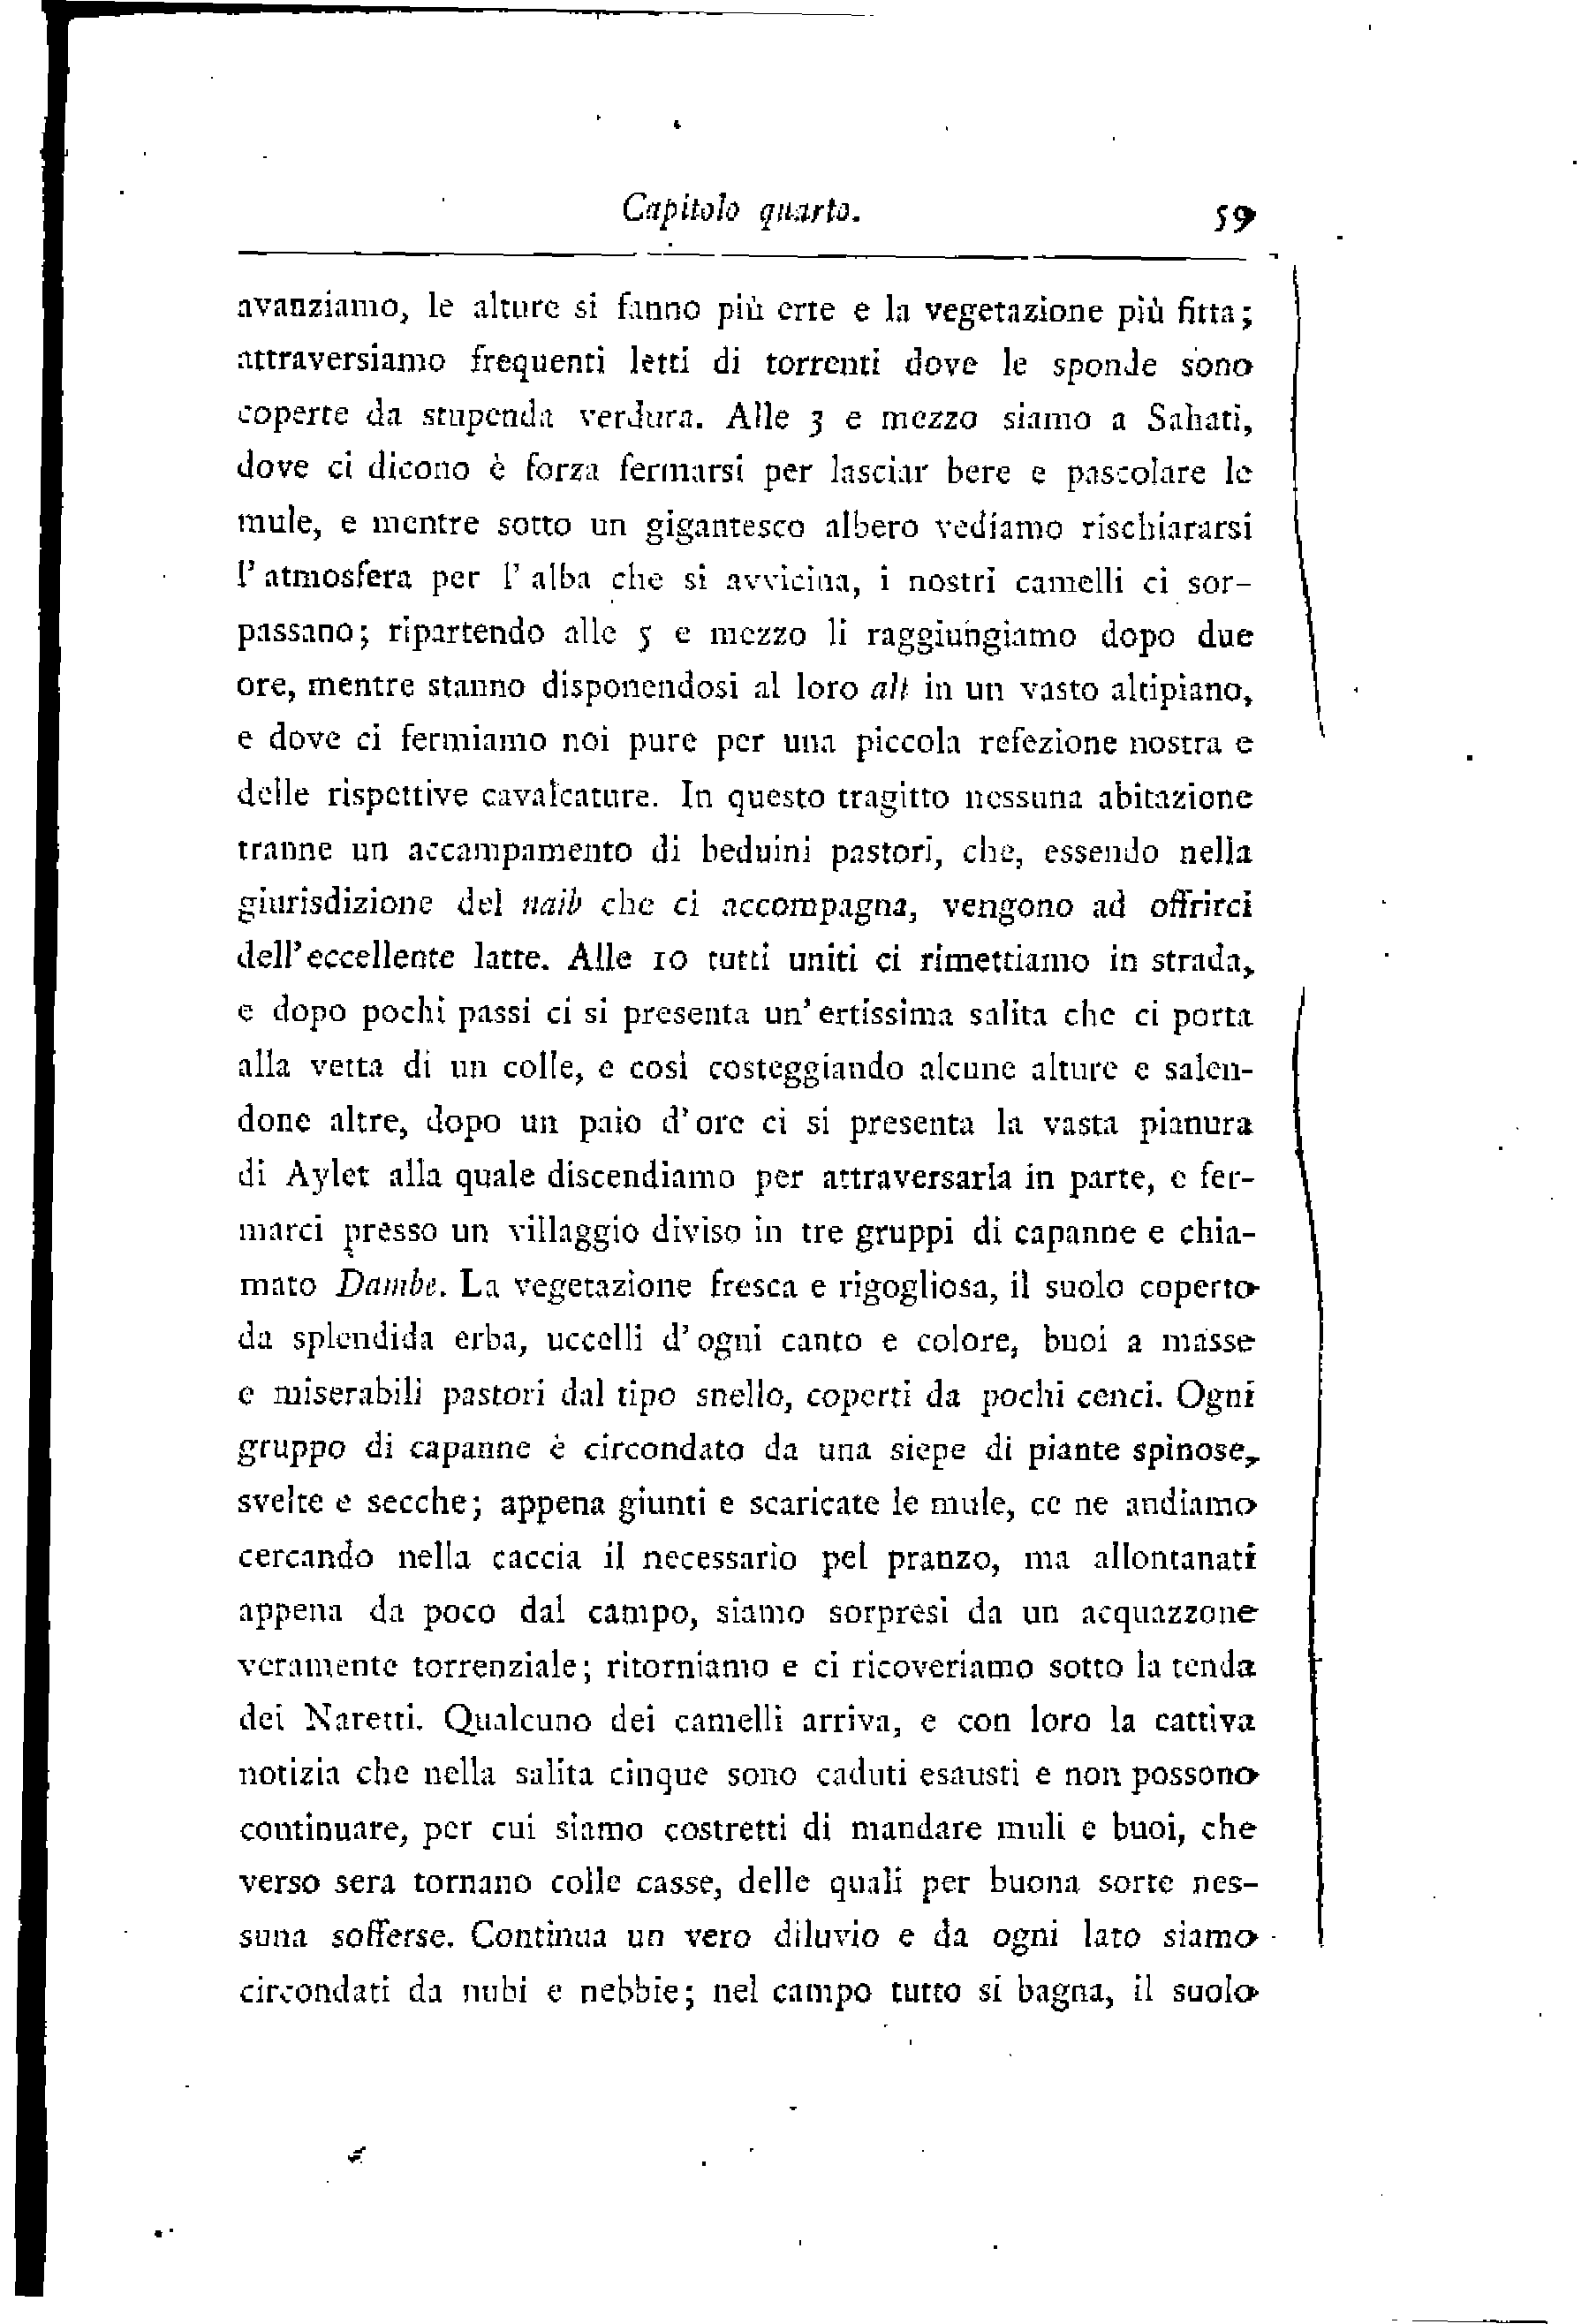 Capitolo quarto. 59
avanziamo, le alture si fanno più erte e la vegetazione più fitta;
attraversiamo frequenti letti di torrenti dove le sponde sono
coperte da stupenda verdura. Alle 3 e mezzo siamo a Sahati,
dove ci dicono è forza fermarsi per lasciar bere e pascolare le
mule, e mentre sotto un gigantesco albero vediamo rischiararsi
l' atmosfera per l' alba che si avvicina, i nostri camelli ci sor-
passano; ripartendo alle 5 e mezzo li raggiungiamo dopo due
ore, mentre stanno disponendosi al loro alt in un vasto altipiano,
e dove ci fermiamo noi pure per una piccola refezione nostra e
delle rispettive cavalcature. In questo tragitto nessuna abitazione
tranne un accampamento di beduini pastori, che, essendo nella
giurisdizione del naib che ci accompagna, vengono ad offrirci
dell' eccellente latte. Alle 10 tutti uniti ci rimettiamo in strada,
e dopo pochi passi ci si presenta un' ertissima salita che ci porta
alla vetta di un colle, e così costeggiando alcune alture e salen-
done altre, dopo un paio d' ore ci si presenta la vasta pianura
di Aylet alla quale discendiamo per attraversarla in parte, e fer-
marci presso un villaggio diviso in tre gruppi di capanne e chia-
mato Dambe. La vegetazione fresca e rigogliosa, il suolo coperto
da splendida erba, uccelli d' ogni canto e colore, buoi a masse
e miserabili pastori dal tipo snello, coperti da pochi cenci. Ogni
gruppo di capanne è circondato da una siepe di piante spinose,
svelte e secche; appena giunti e scaricate le mule, ce ne andiamo
cercando nella caccia il necessario pel pranzo, ma allontanati
appena da poco dal campo, siamo sorpresi da un acquazzone
veramente torrenziale; ritorniamo e ci ricoveriamo sotto la tenda
dei Naretti. Qualcuno dei camelli arriva, e con loro la cattiva
notizia che nella salita cinque sono caduti esausti e non possono
continuare, per cui siamo costretti di mandare muli e buoi, che
verso sera tornano colle casse, delle quali per buona sorte nes-
suna sofferse. Continua un vero diluvio e da ogni lato siamo
circondati da nubi e nebbie; nel campo tutto si bagna, il suolo